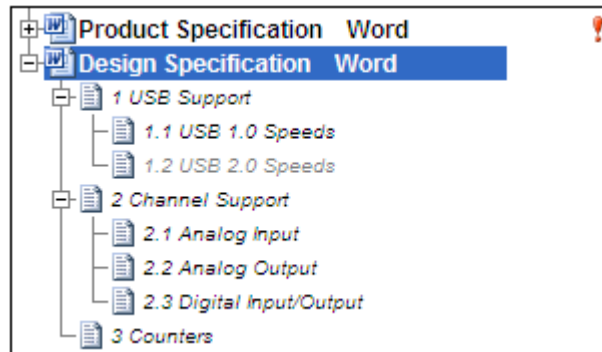 Product Specification Word
Design Specification Word
1 USB Support
1.1 USB 1.0 Speeds
1.2 USB 2.0 Speeds
2 Channel Support
2.1 Analog Input
2.2 Analog Output
2.3 Digital Input/Output
3 Counters